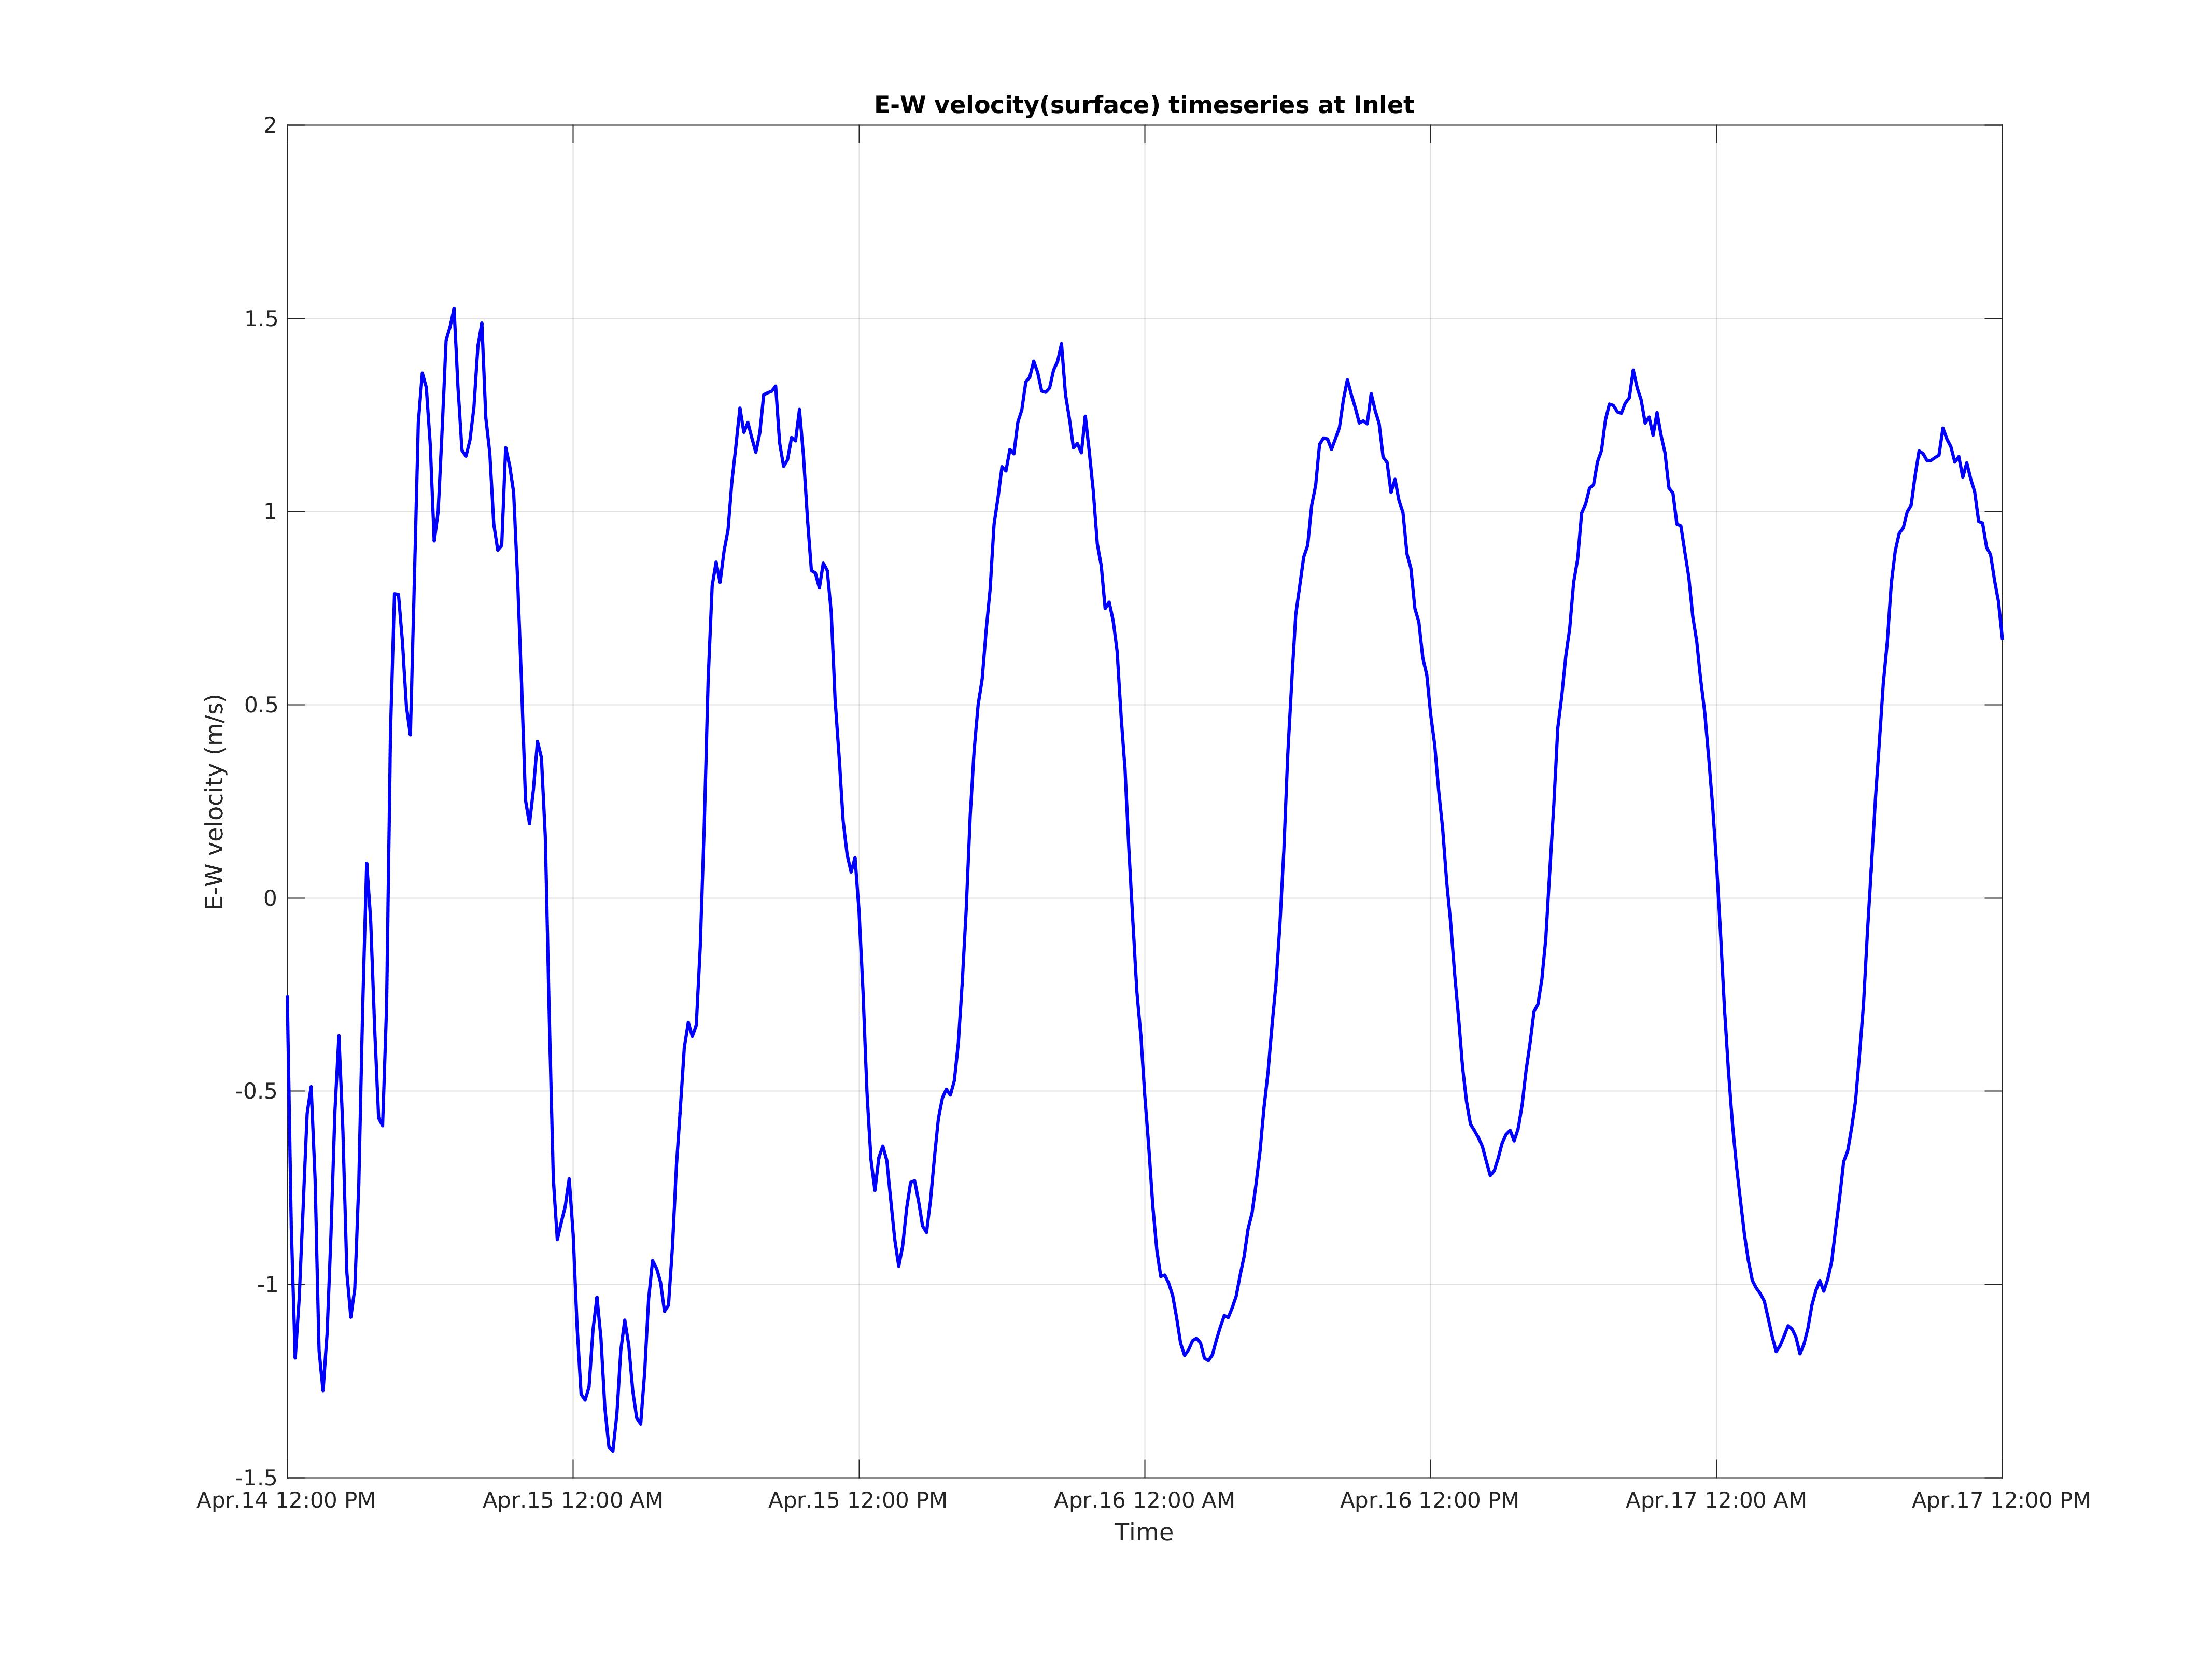 E-W velocity(surface) timeseries at Inlet
2
1.5
1
0.5
0
-0.5
-1
-1.5
E-W velocity (m/s)
Apr.14 12:00 PM Apr.15 12:00 AM Apr.15 12:00 PM Apr.16 12:00 AM Apr.16 12:00 PM Apr.17 12:00 AM Apr.17 12:00 PM
Time